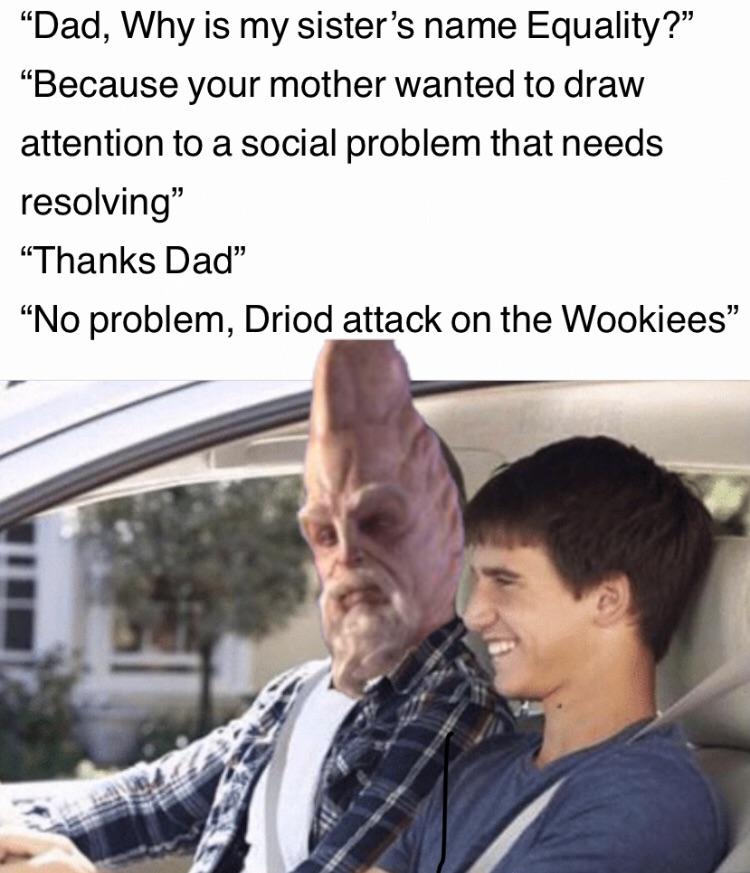 “Dad, Why is my sister’s name Equality?”
“Because your mother wanted to draw
attention to a social problem that needs
resolving”
“Thanks Dad”
“No problem, Driod attack on the Wookiees”